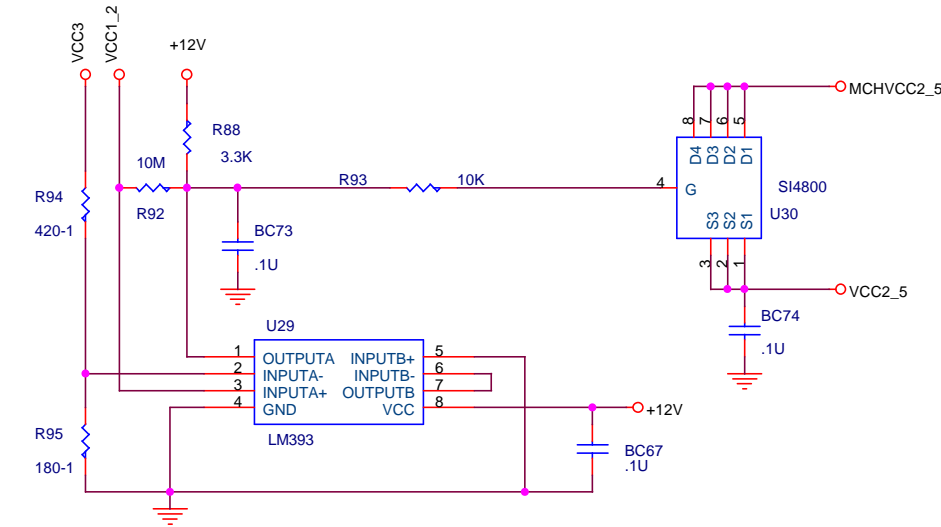 VCC3
VCC1_2
+12V
R88
3.3K
10M
R92
R94
420-1
BC73
.1U
R93
10K
MCHVCC2_5
8
7
6
5
D4
D3
D2
D1
4
G
SI4800
U30
S3
S2
S1
3
2
1
VCC2_5
BC74
.1U
U29
1
OUTPUTA
INPUTB+
5
2
INPUTA-
INPUTB-
6
3
INPUTA+
OUTPUTB
7
4
GND
VCC
8
LM393
+12V
R95
180-1
BC67
.1U